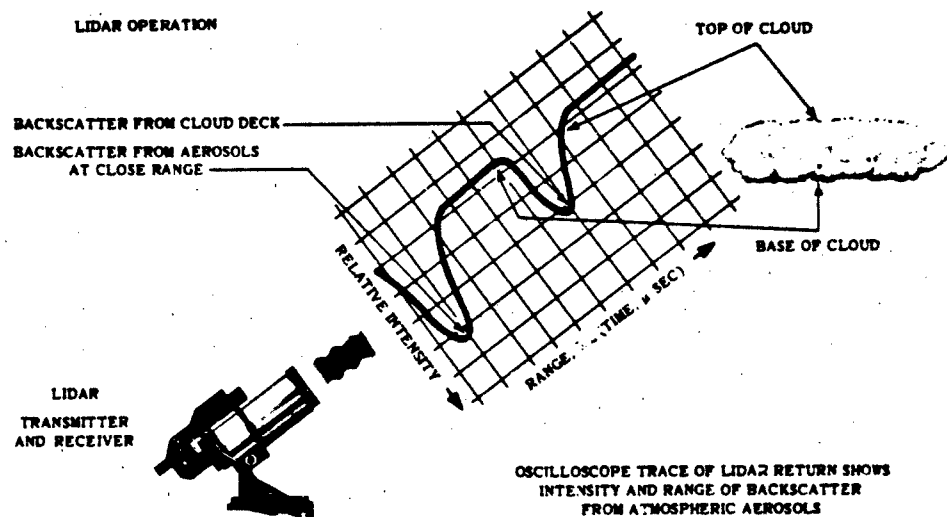 LIDAR OPERATION
TOP OF CLOUD
BACKSCATTER FROM CLOUD DECK
BACKSCATTER FROM AEROSOLS
AT CLOSE RANGE
BASE OF CLOUD
RELATIVE INTENSITY
RANGE, (TIME, μ SEC)
LIDAR
TRANSMITTER
AND RECEIVER
OSCILLOSCOPE TRACE OF LIDAR RETURN SHOWS
INTENSITY AND RANGE OF BACKSCATTER
FROM ATMOSPHERIC AEROSOLS